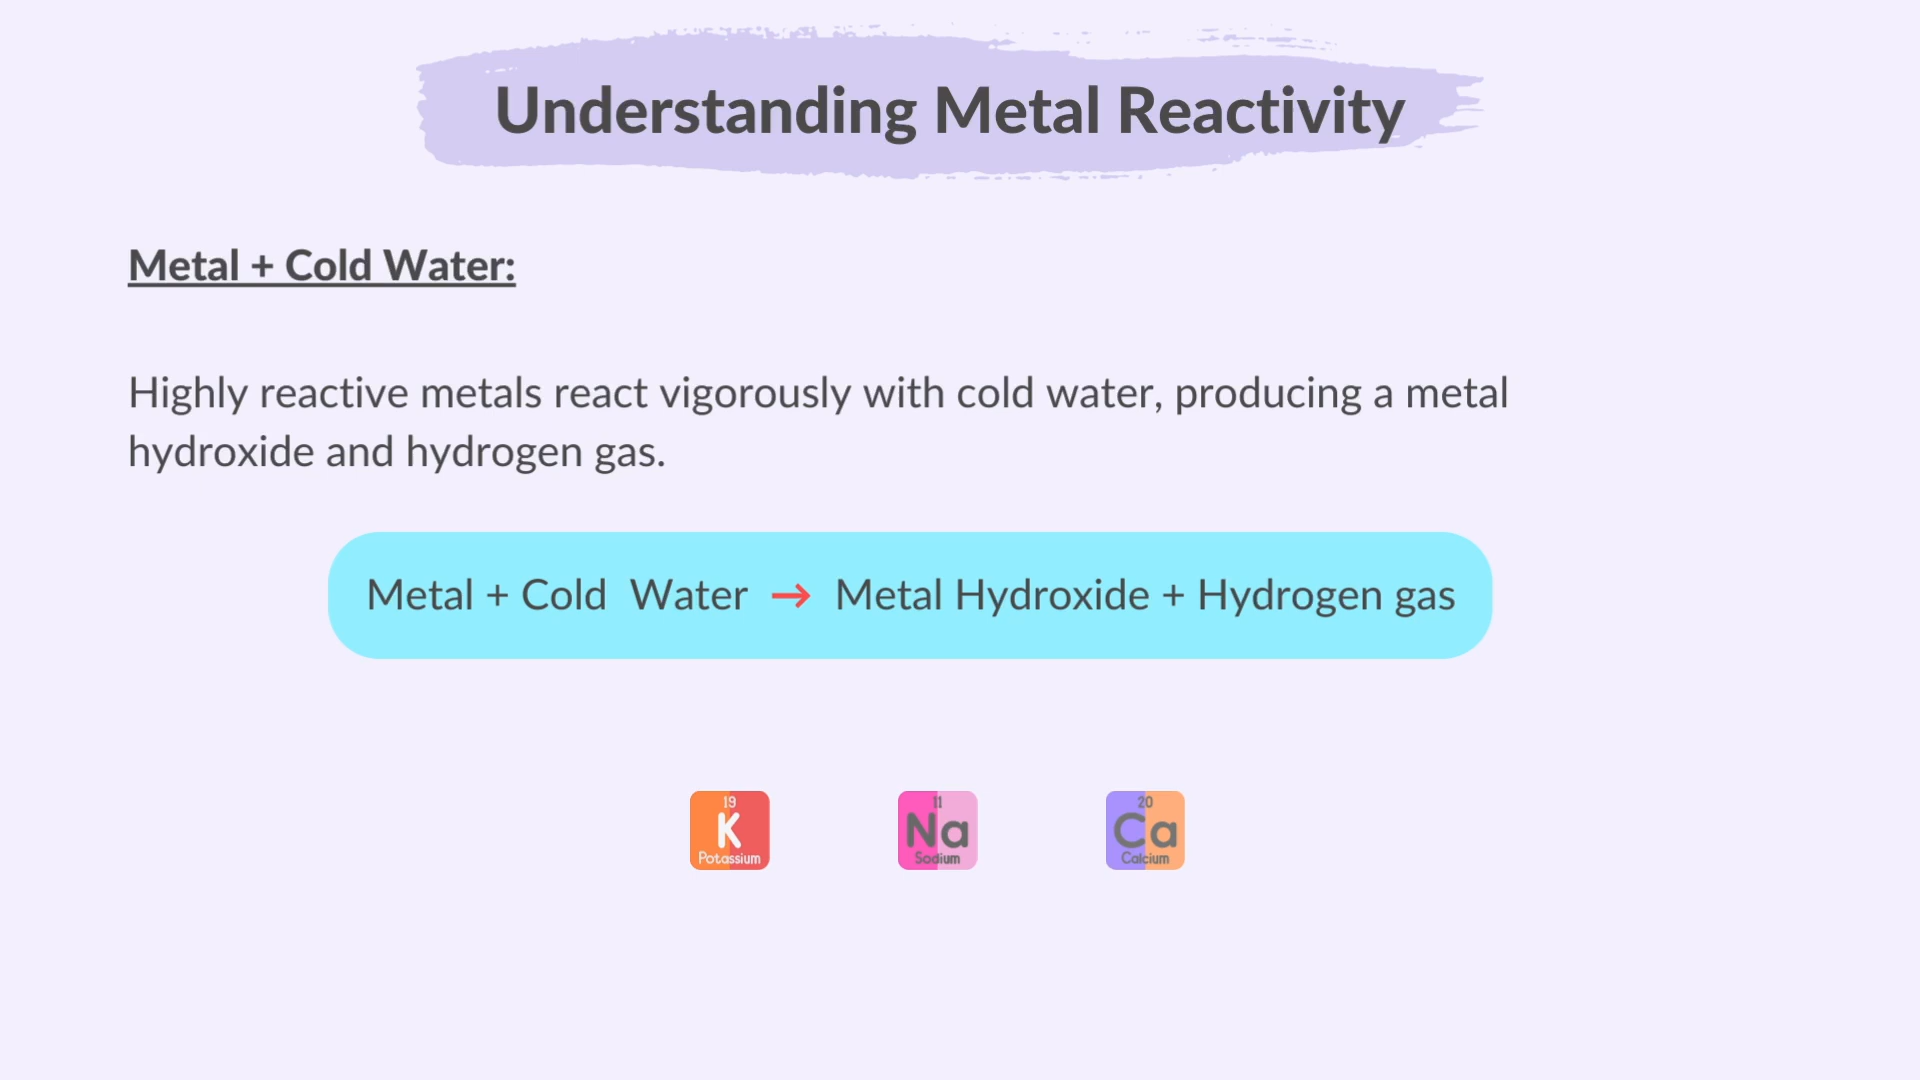 Understanding Metal Reactivity
Metal + Cold Water:
Highly reactive metals react vigorously with cold water, producing a metal
hydroxide and hydrogen gas.
Metal + Cold Water → Metal Hydroxide + Hydrogen gas
19
K
Potassium
11
Na
Sodium
20
Ca
Calcium